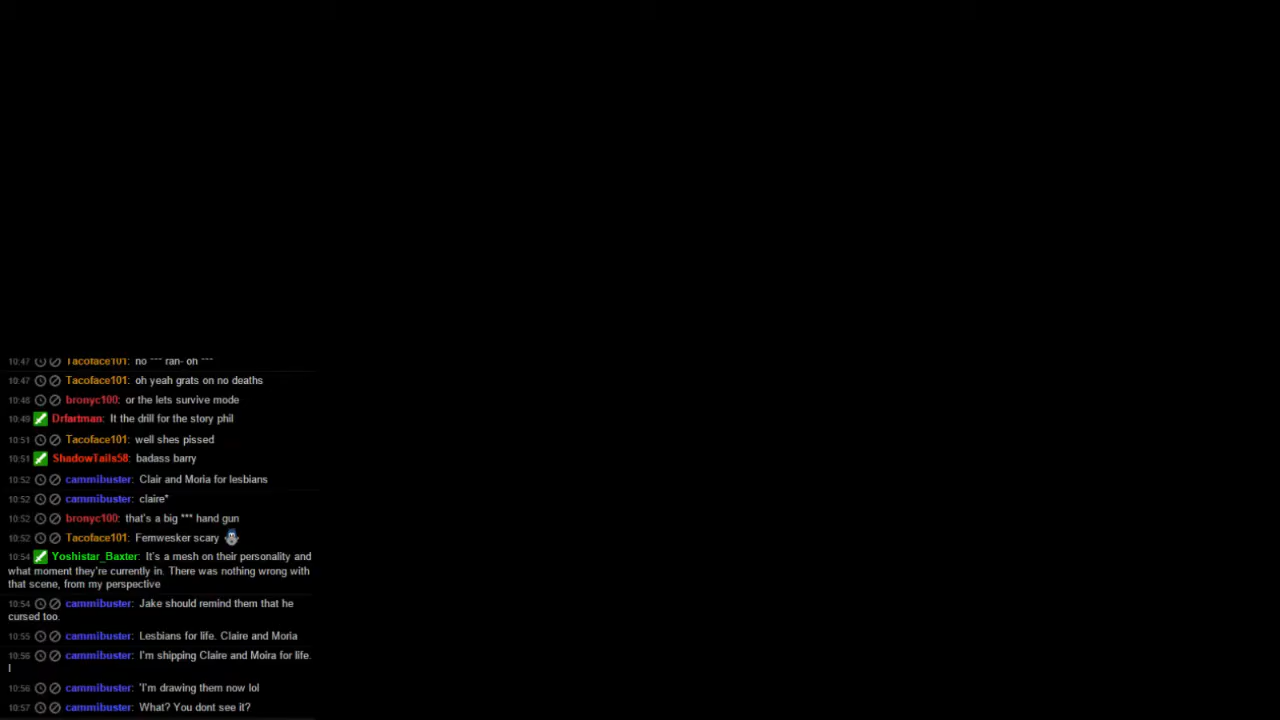 10:47 Tacoface101: no *** ran- on ***
10:47 Tacoface101: oh yeah grats on no deaths
10:48 bronyc100: or the lets survive mode
10:49 Drfartman: It the drill for the story phil
10:51 Tacoface101: well shes pissed
10:51 ShadowTails58: badass barry
10:52 cammibuster: Clair and Moria for lesbians
10:52 cammibuster: claire*
10:52 bronyc100: that's a big *** hand gun
10:52 Tacoface101: Femwesker scary
10:54 Yoshistar_Baxter: It's a mesh on their personality and
what moment they're currently in. There was nothing wrong with
that scene, from my perspective
10:54 cammibuster: Jake should remind them that he
cursed too.
10:55 cammibuster: Lesbians for life. Claire and Moria
10:56 cammibuster: I'm shipping Claire and Moira for life.
I
10:56 cammibuster: 'I'm drawing them now lol
10:57 cammibuster: What? You dont see it?